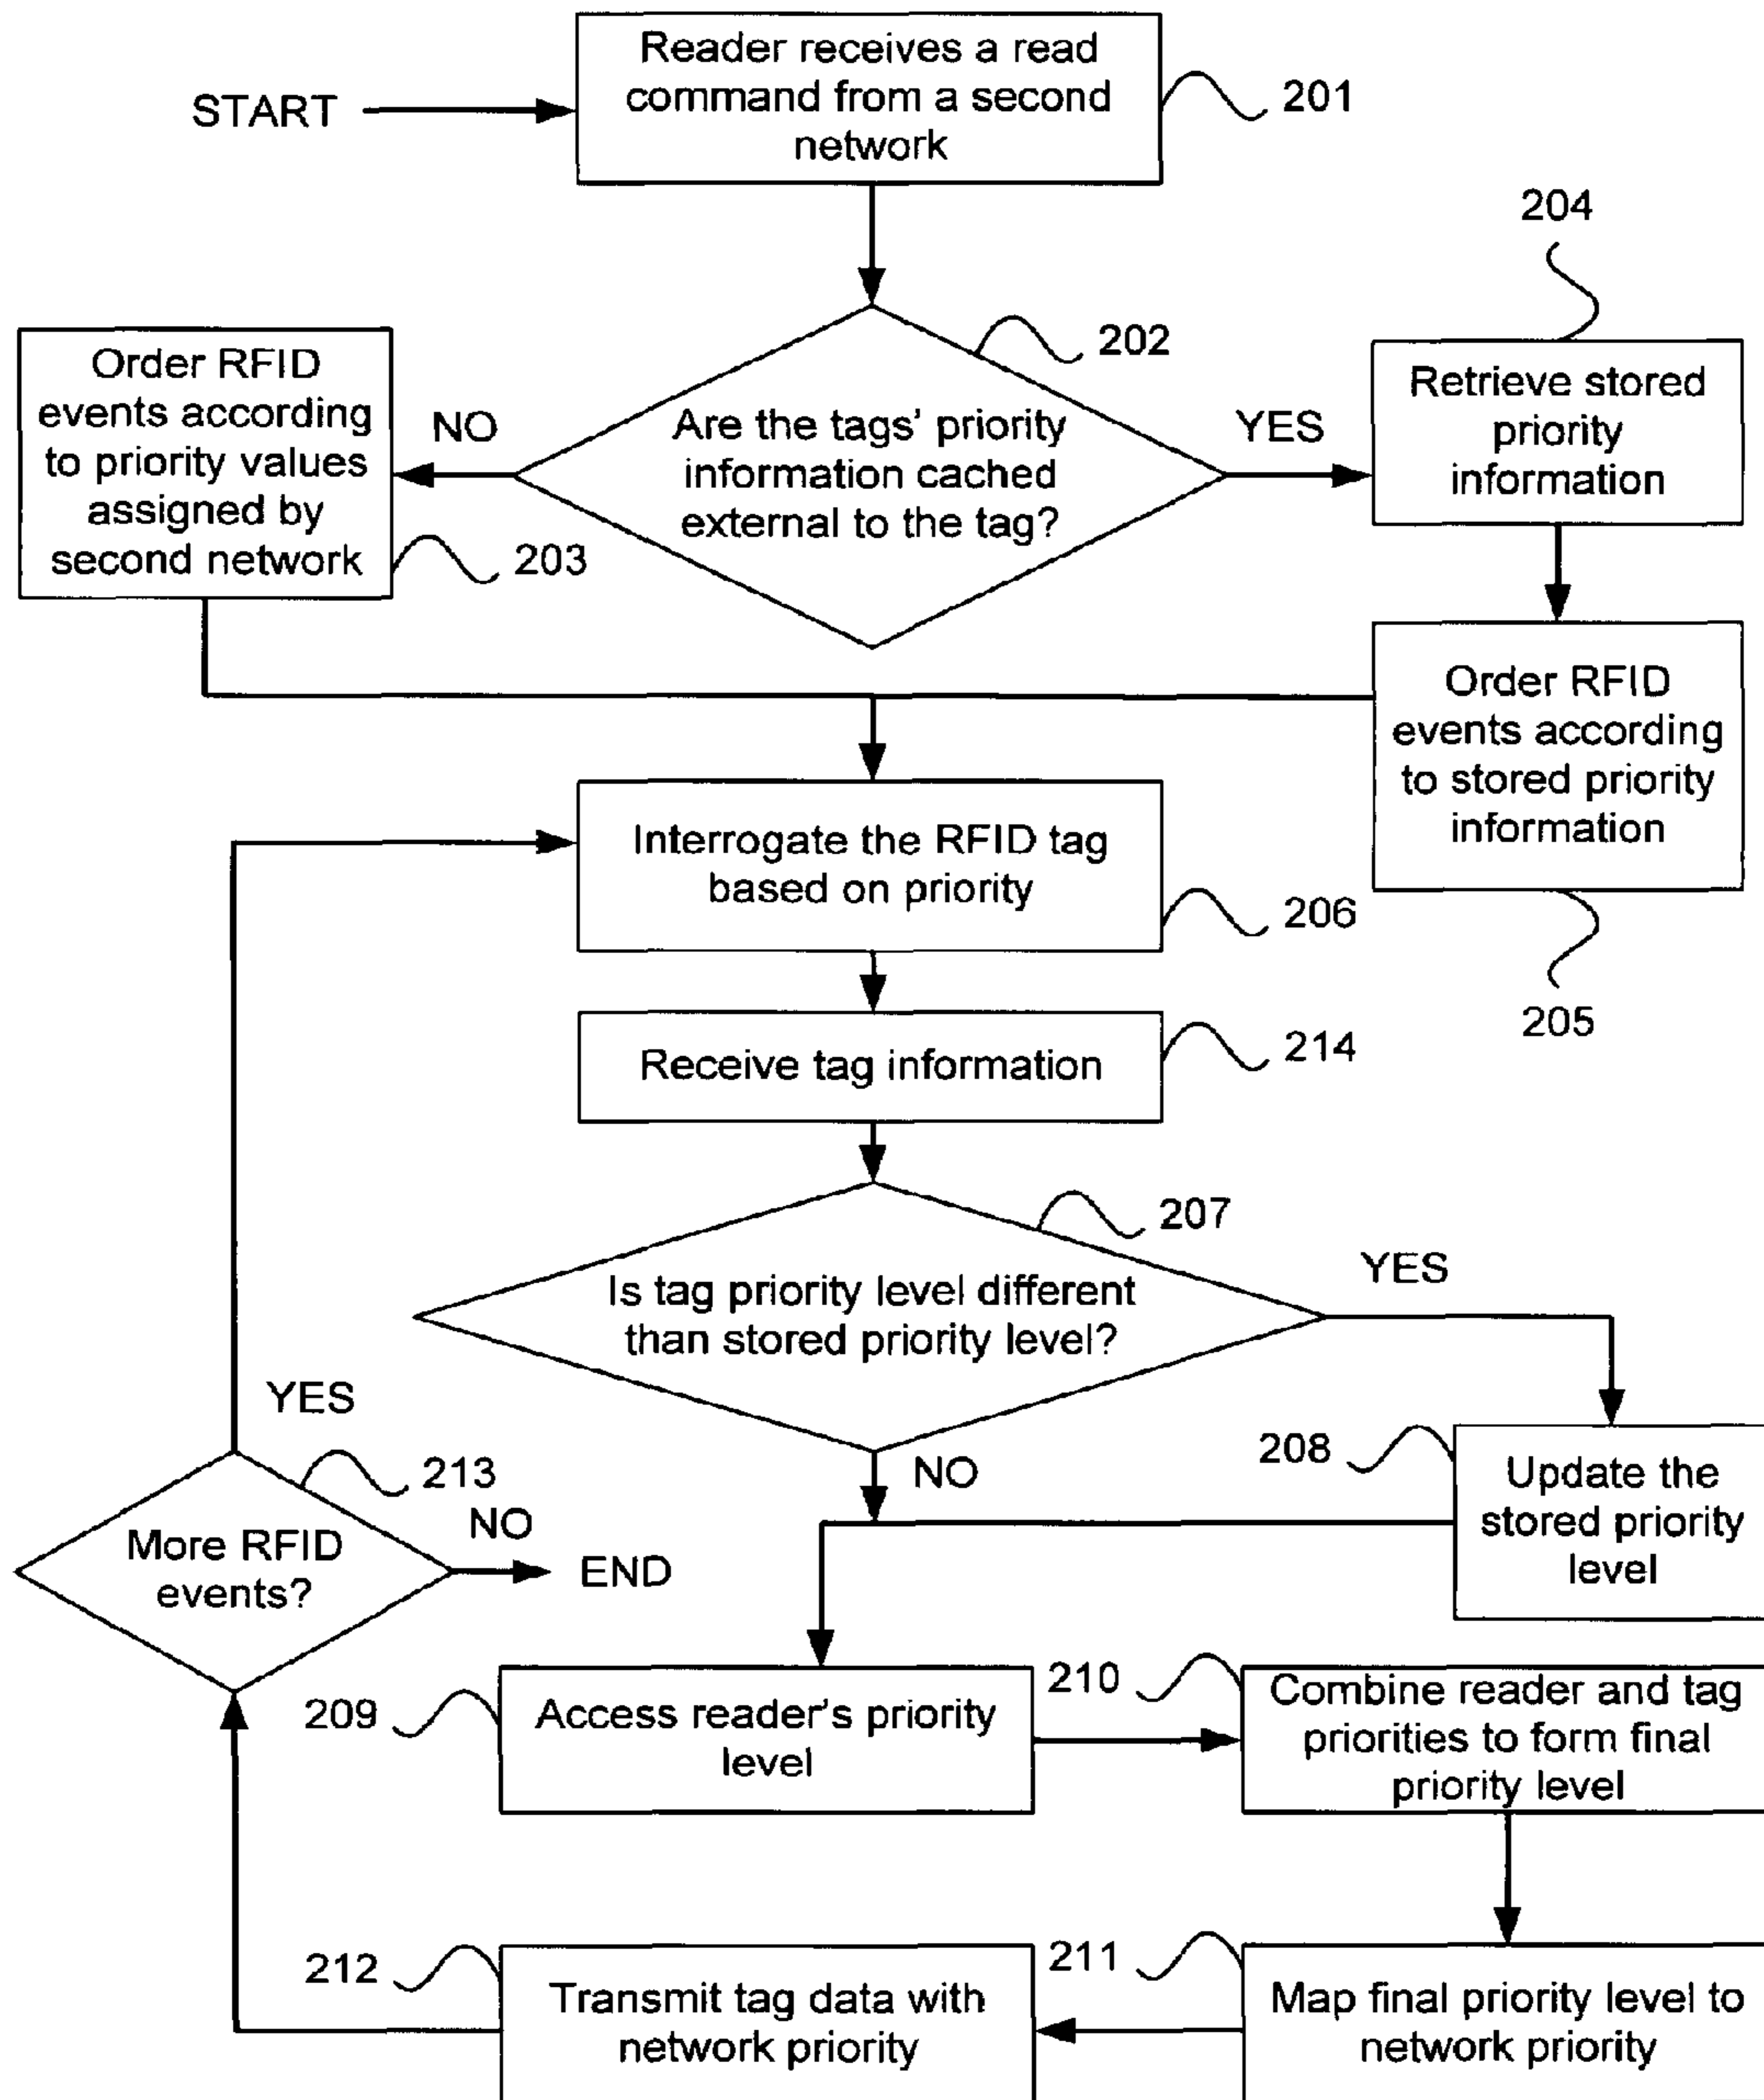 Reader receives a read
command from a second
network
START
201
204
202
Order RFID
events according
to priority values
assigned by
second network
NO
Are the tags' priority
information cached
external to the tag?
YES
Retrieve stored
priority
information
203
Order RFID
events according
to stored priority
information
Interrogate the RFID tag
based on priority
206
205
Receive tag information
214
207
Is tag priority level different
than stored priority level?
YES
YES
213
NO
208
Update the
stored priority
level
More RFID
events?
NO
END
209
Access reader's priority
level
210
Combine reader and tag
priorities to form final
priority level
212
Transmit tag data with
network priority
211
Map final priority level to
network priority